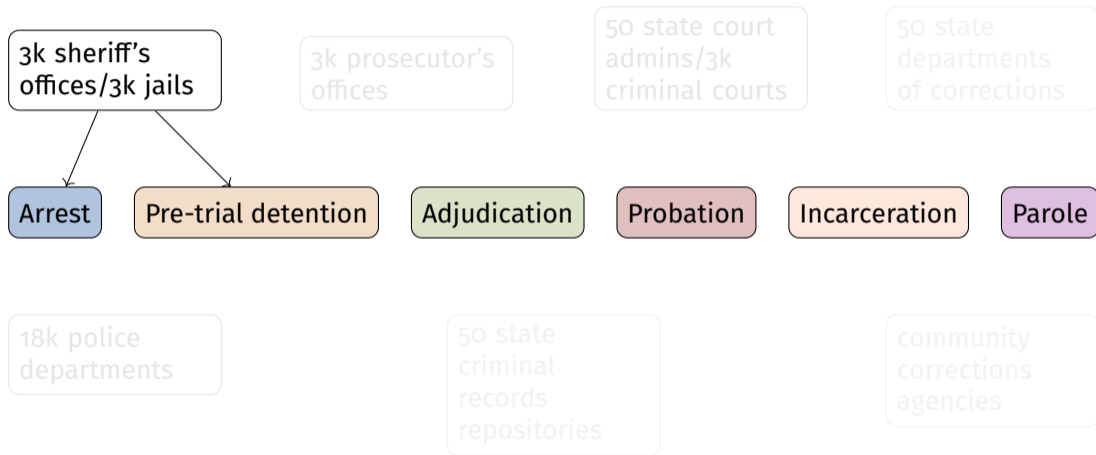 3k sheriff's
offices/3k jails
3k prosecutor's
offices
50 state court
admins/3k
criminal courts
50 state
departments
of corrections
Arrest
Pre-trial detention
Adjudication
Probation
Incarceration
Parole
18k police
departments
50 state
criminal
records
repositories
community
corrections
agencies